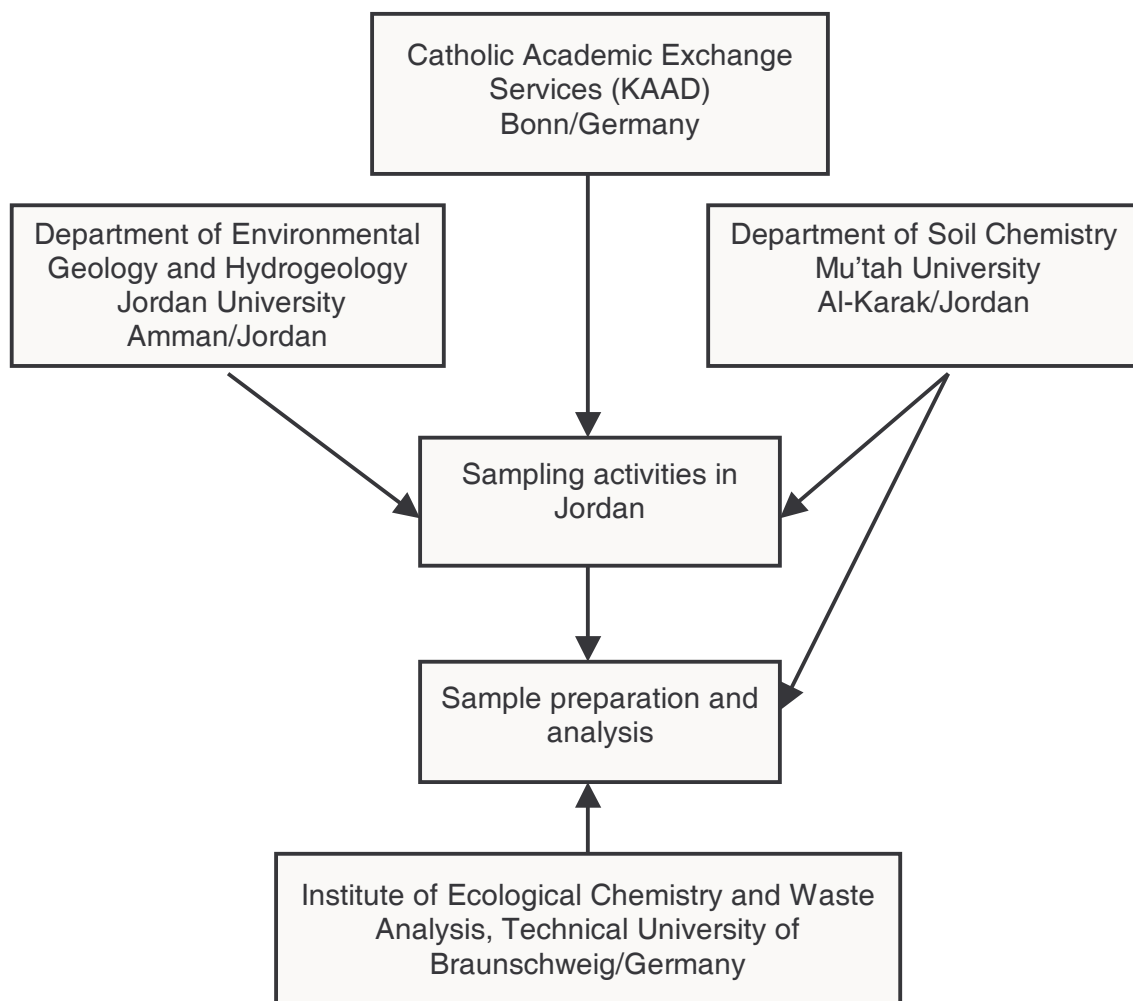 Catholic Academic Exchange
Services (KAAD)
Bonn/Germany
Department of Environmental
Geology and Hydrogeology
Jordan University
Amman/Jordan
Department of Soil Chemistry
Mu’tah University
Al-Karak/Jordan
Sampling activities in
Jordan
Sample preparation and
analysis
Institute of Ecological Chemistry and Waste
Analysis, Technical University of
Braunschweig/Germany